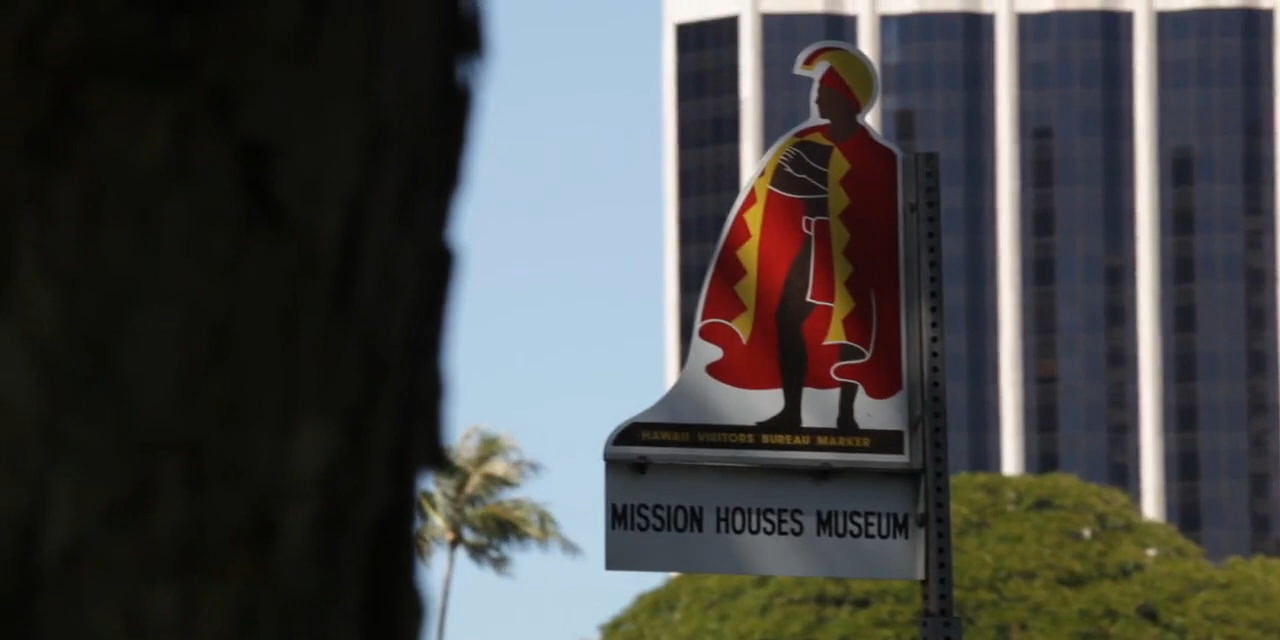 HAWAII VISITORS BUREAU MARKER
MISSION HOUSES MUSEUM